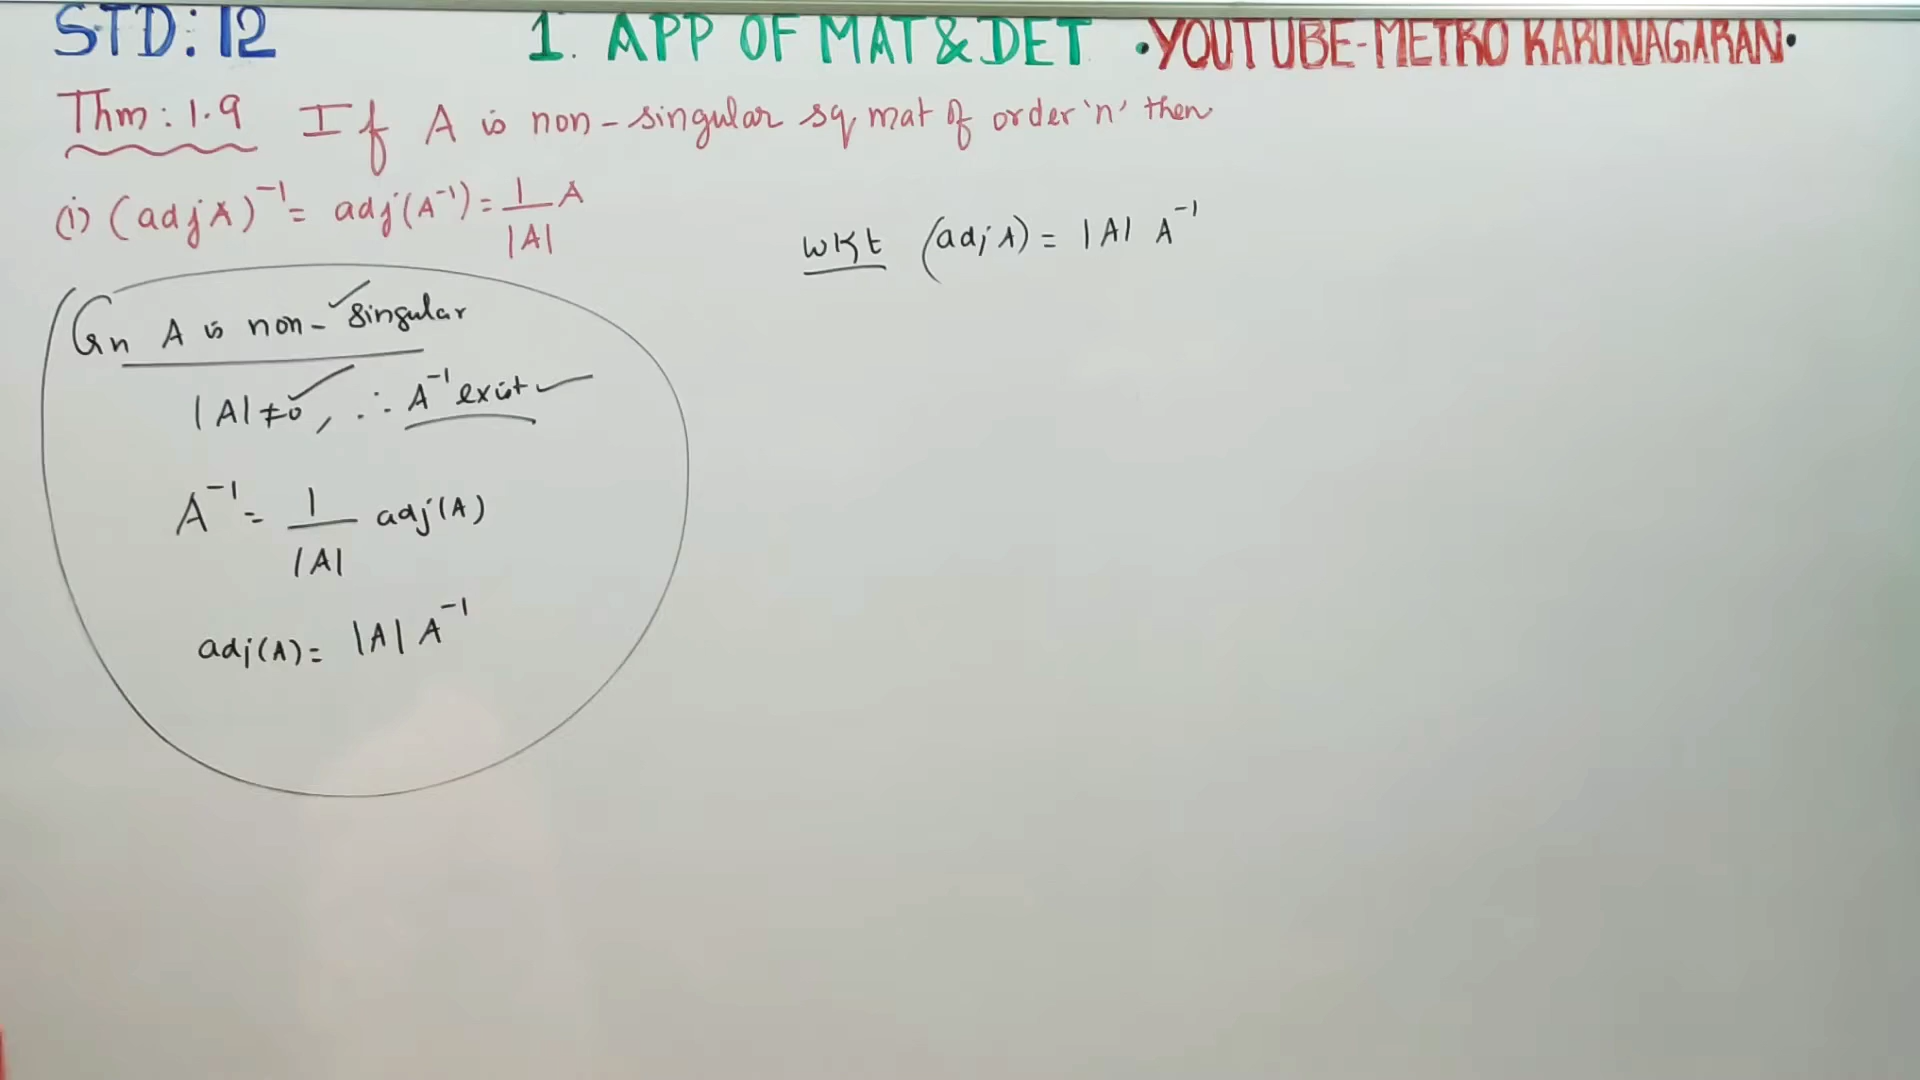 STD: 12 1. APP OF MAT & DET •YOUTUBE-METRO KARUNAGARAN•
Thm: 1.9 If A is non-singular sq mat of order 'n' then
(i) (adj A)⁻¹ = adj(A⁻¹) = 1/|A| A
wkt (adj A) = |A| A⁻¹
Gn A is non-singular
|A| ≠ 0, ∴ A⁻¹ exist
A⁻¹ = 1/|A| adj(A)
adj(A) = |A| A⁻¹